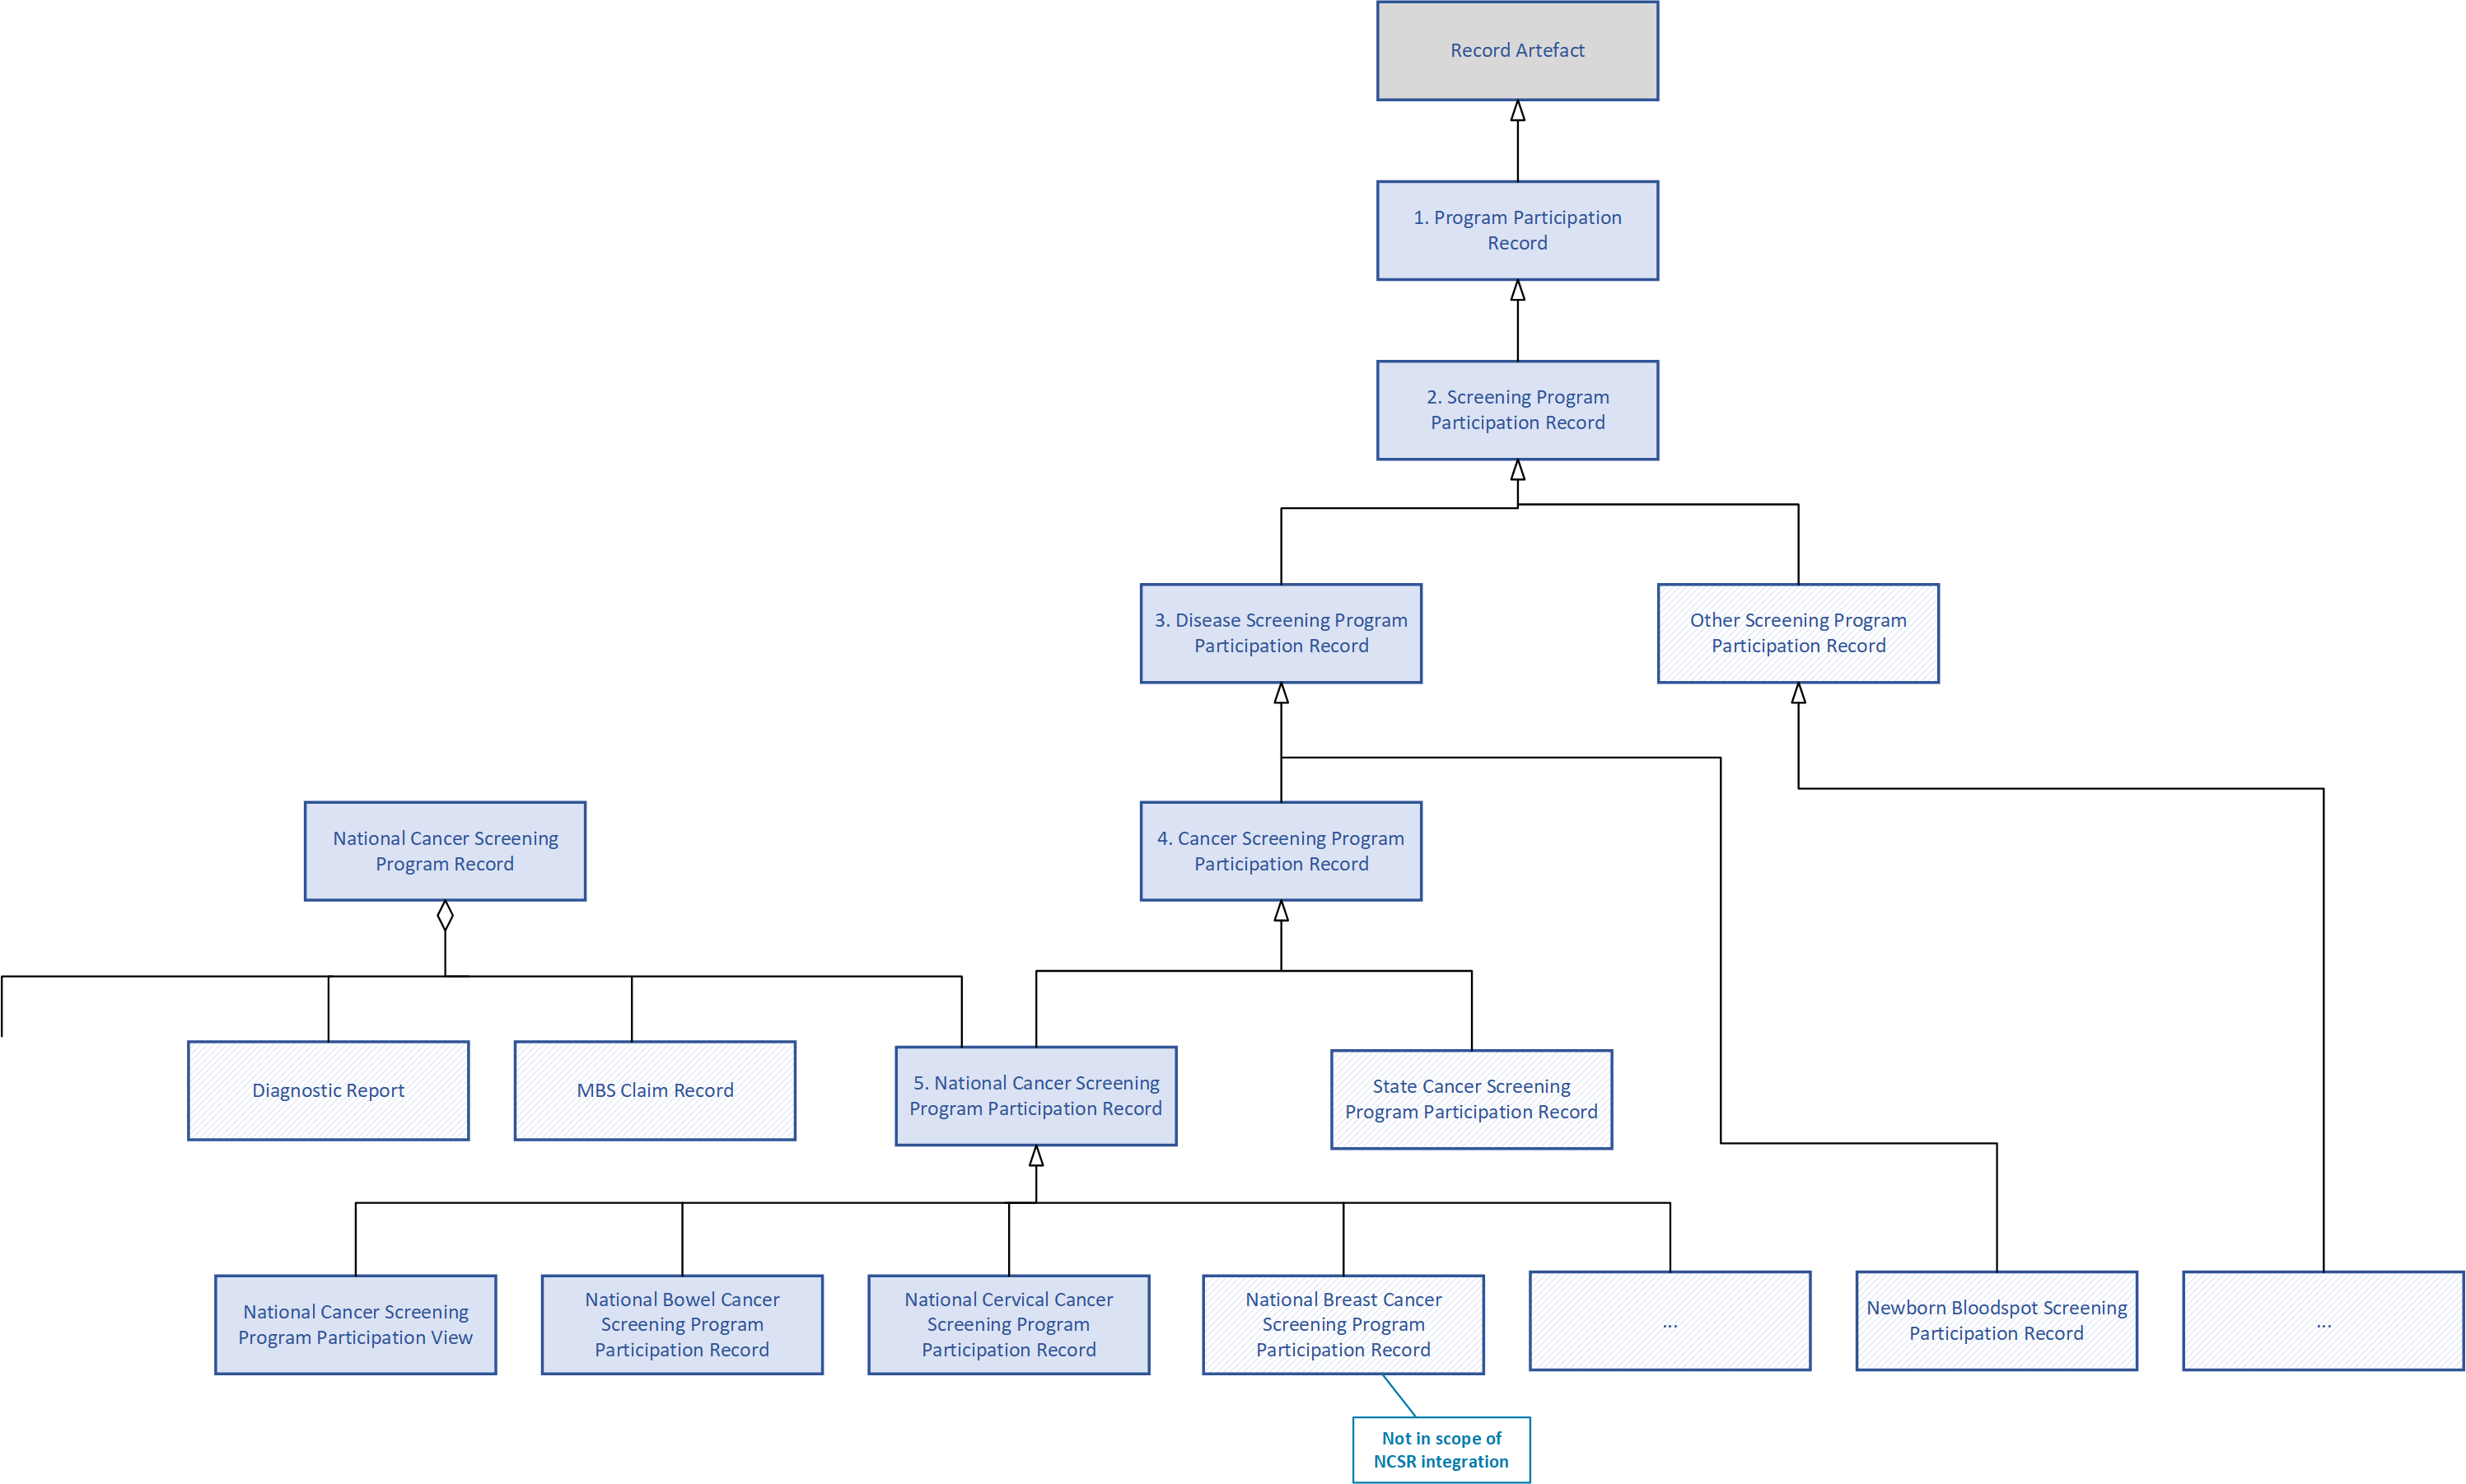 Record Artefact
1. Program Participation
Record
2. Screening Program
Participation Record
3. Disease Screening Program
Participation Record
Other Screening Program
Participation Record
National Cancer Screening
Program Record
4. Cancer Screening Program
Participation Record
Diagnostic Report
MBS Claim Record
5. National Cancer Screening
Program Participation Record
State Cancer Screening
Program Participation Record
National Cancer Screening
Program Participation View
National Bowel Cancer
Screening Program
Participation Record
National Cervical Cancer
Screening Program
Participation Record
National Breast Cancer
Screening Program
Participation Record
...
Newborn Bloodspot Screening
Participation Record
...
Not in scope of
NCSR integration